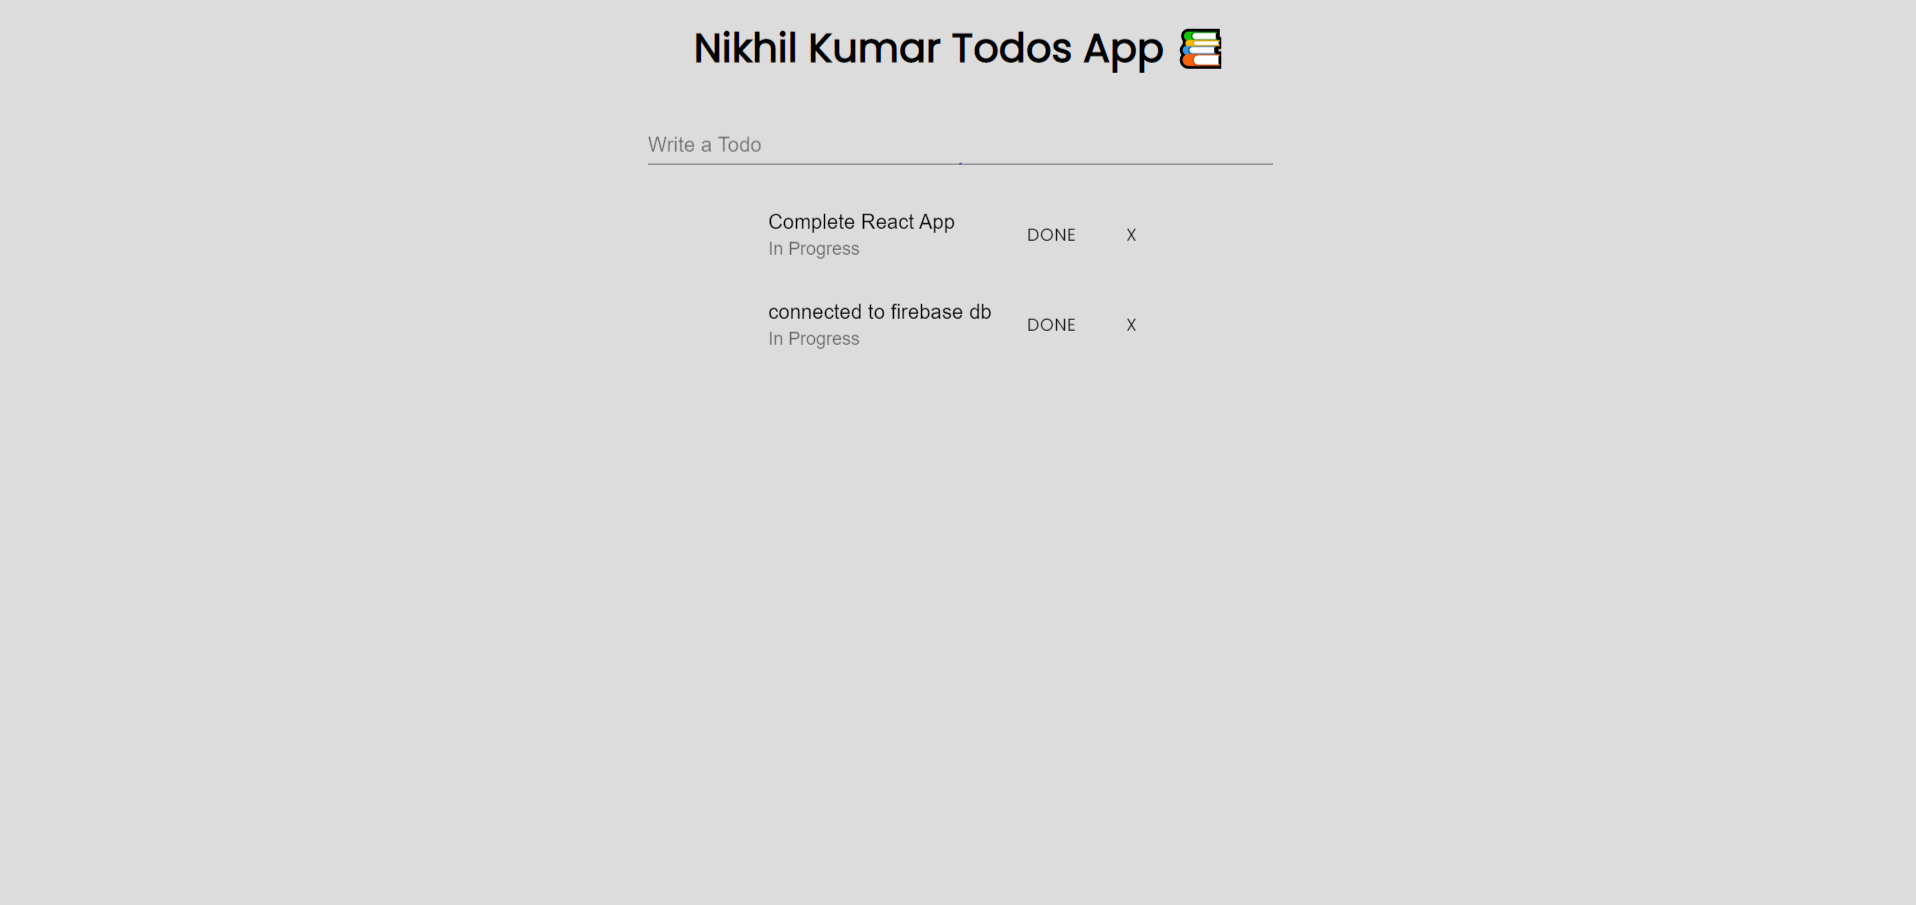 Nikhil Kumar Todos App 📚
Write a Todo
Complete React App
In Progress
DONE
X
connected to firebase db
In Progress
DONE
X